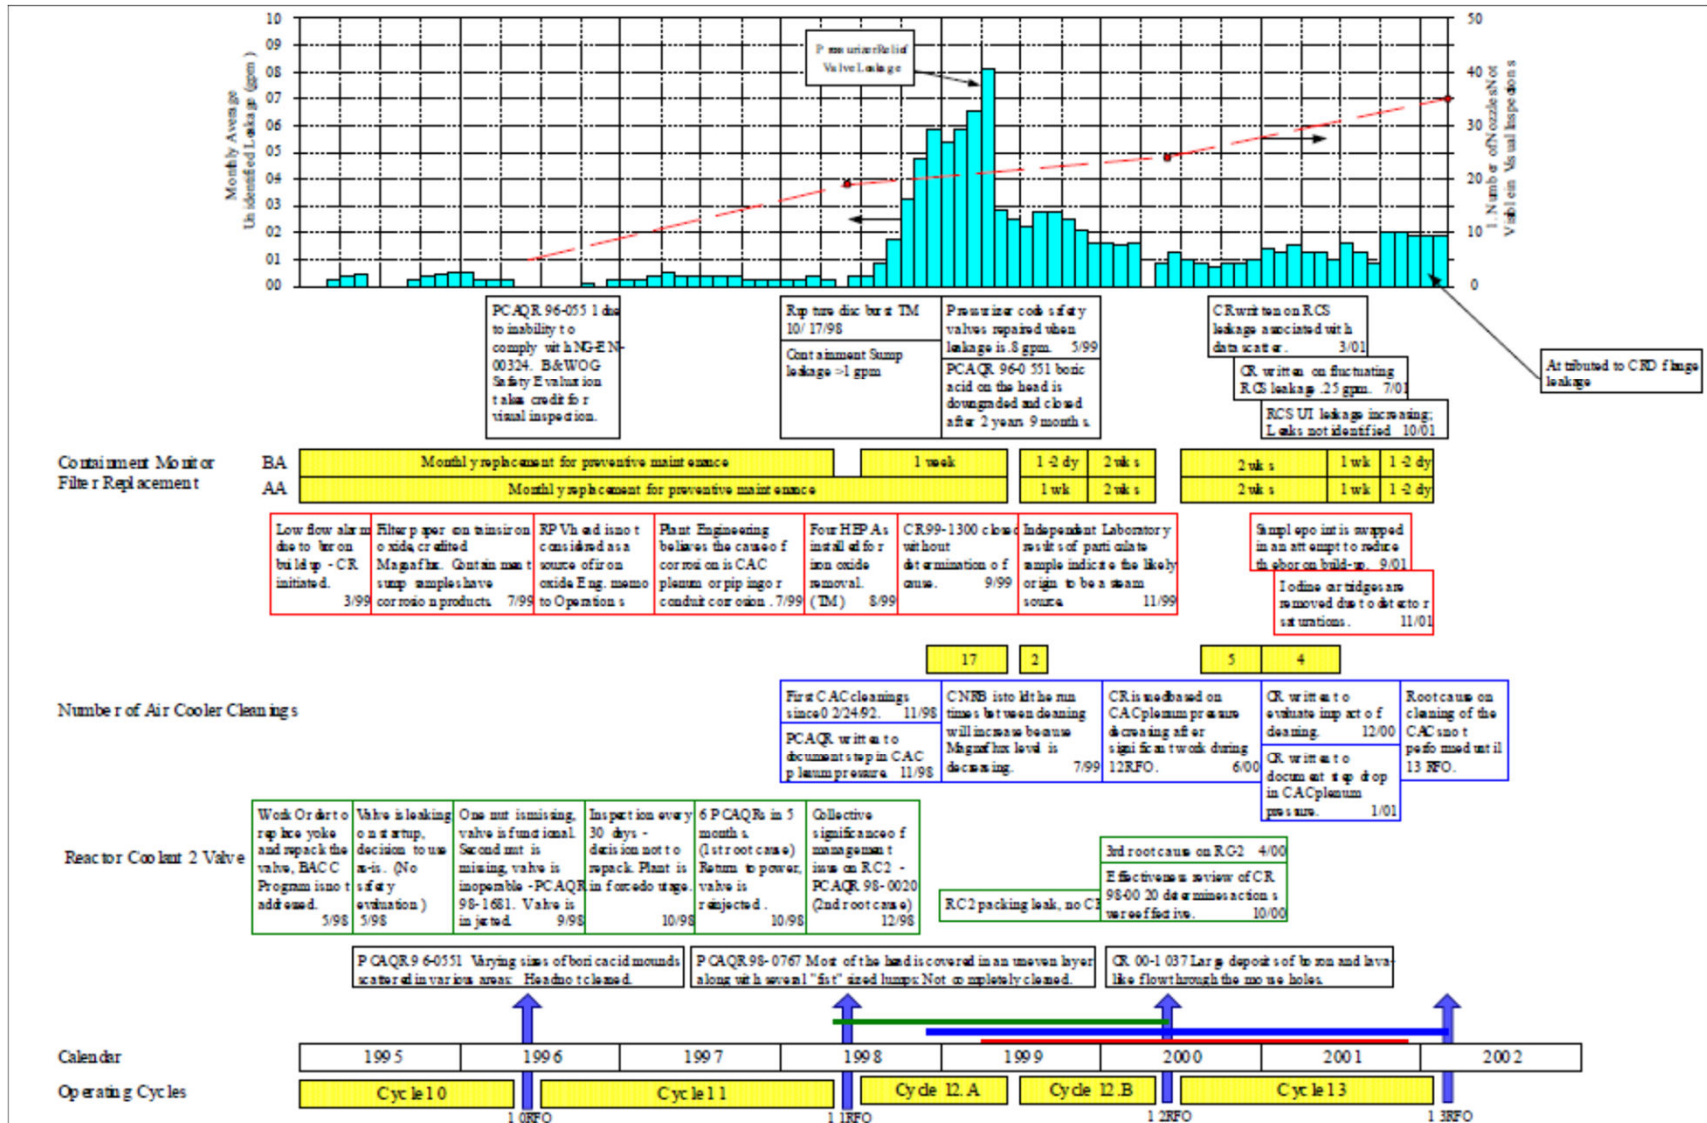 10
09
08
07
06
05
04
03
02
01
00
Monthly Average
Unidentified Leakage (gpm)
50
40
30
20
10
0
1. Number of Nozzles Not
Visible in Visual Inspections
Pressurizer Relief
Valve Leakage
PCAQR 96-0551 due
to inability to
comply with NG-EN-
00324. B&WOG
Safety Evaluation
takes credit for
visual inspection.
Rupture disc burst TM
10/17/98
Containment Sump
leakage >1 gpm
Pressurizer code safety
valves repaired when
leakage is .8 gpm. 5/99
PCAQR 96-0551 boric
acid on the head is
downgraded and closed
after 2 years 9 months.
CR written on RCS
leakage associated with
data scatter. 3/01
CR written on fluctuating
RCS leakage .25 gpm. 7/01
RCS UI leakage increasing;
Leaks not identified 10/01
Attributed to CRD flange
leakage
Containment Monitor
Filter Replacement
BA
Monthly replacement for preventive maintenance
1 week
1-2 dy
2 wks
2 wks
1 wk
1-2 dy
AA
Monthly replacement for preventive maintenance
1 wk
2 wks
2 wks
1 wk
1-2 dy
Low flow alarm
due to boron
buildup - CR
initiated.
3/99
Filter paper contains iron
oxide, credited
Magnaflux. Containment
sump samples have
corrosion products. 7/99
RPV head is not
considered as a
source of iron
oxide Eng. memo
to Operations
Plant Engineering
believes the cause of
corrosion is CAC
plenum or piping or
conduit corrosion. 7/99
Four HEPAs
installed for
iron oxide
removal.
(TM) 8/99
CR99-1300 closed
without
determination of
cause. 9/99
Independent Laboratory
results of particulate
sample indicate the likely
origin to be a steam
source. 11/99
Sample point is swapped
in an attempt to reduce
the boron build-up. 9/01
Iodine cartridges are
removed due to detector
saturations. 11/01
17
2
5
4
Number of Air Cooler Cleanings
First CAC cleanings
since 02/24/92. 11/98
PCAQR written to
document step in CAC
plenum pressure. 11/98
CNRB is told the run
times between cleaning
will increase because
Magnaflux level is
decreasing. 7/99
CR issued based on
CAC plenum pressure
decreasing after
significant work during
12RFO. 6/00
CR written to
evaluate impact of
cleaning. 12/00
CR written to
document step drop
in CAC plenum
pressure. 1/01
Root cause on
cleaning of the
CACs not
performed until
13 RFO.
Reactor Coolant 2 Valve
Work Order to
replace yoke
and repack the
valve, BACC
Program is not
addressed.
5/98
Valve is leaking
on startup,
decision to use
as-is. (No
safety
evaluation)
5/98
One nut is missing,
valve is functional.
Second nut is
missing, valve is
inoperable - PCAQR
98-1681. Valve is
injected. 9/98
Inspection every
30 days -
decision not to
repack. Plant is
in forced outage.
10/98
6 PCAQRs in 5
months.
(1st root cause)
Return to power,
valve is
reinjected.
10/98
Collective
significance of
management
issue on RC2 -
PCAQR 98-0020
(2nd root cause)
12/98
RC2 packing leak, no CR
3rd root cause on RC-2 4/00
Effectiveness review of CR
98-0020 determines actions
were effective. 10/00
PCAQR 96-0551 Varying sizes of boric acid mounds
scattered in various areas: Head not cleaned.
PCAQR 98-0767 Most of the head is covered in an uneven layer
along with several "fist" sized lumps: Not completely cleaned.
CR 00-1037 Large deposits of boron and lava-
like flow through the mouse holes.
Calendar
1995
1996
1997
1998
1999
2000
2001
2002
Operating Cycles
Cycle 10
Cycle 11
Cycle 12.A
Cycle 12.B
Cycle 13
10RFO
11RFO
12RFO
13RFO